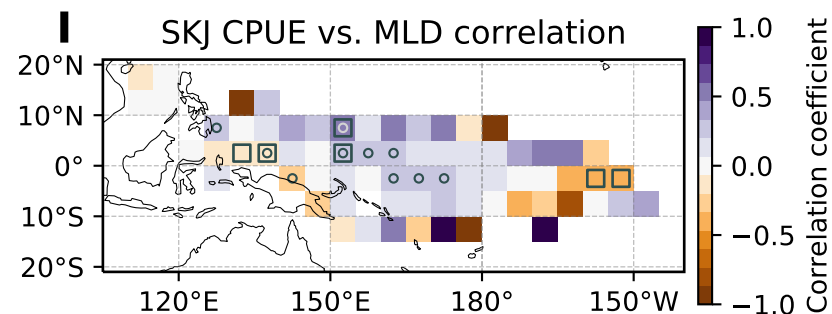 I
SKJ CPUE vs. MLD correlation
20°N
10°N
0°
10°S
20°S
120°E
150°E
180°
150°W
1.0
0.5
0.0
−0.5
−1.0
Correlation coefficient